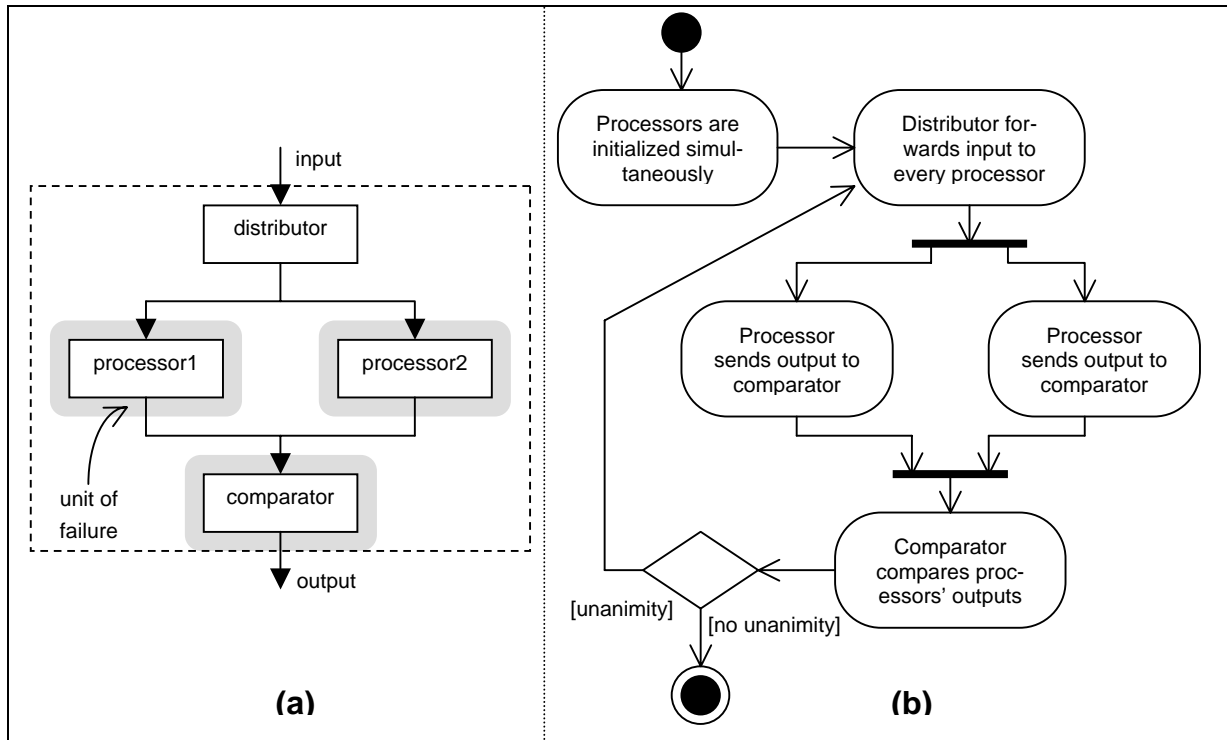 input
distributor
processor1
processor2
unit of
failure
comparator
output
(a)
Processors are
initialized simul-
taneously
Distributor for-
wards input to
every processor
Processor
sends output to
comparator
Processor
sends output to
comparator
Comparator
compares proc-
essors' outputs
[unanimity]
[no unanimity]
(b)